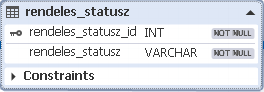 rendeles_statusz
rendeles_statusz_id INT NOT NULL
rendeles_statusz VARCHAR NOT NULL
Constraints